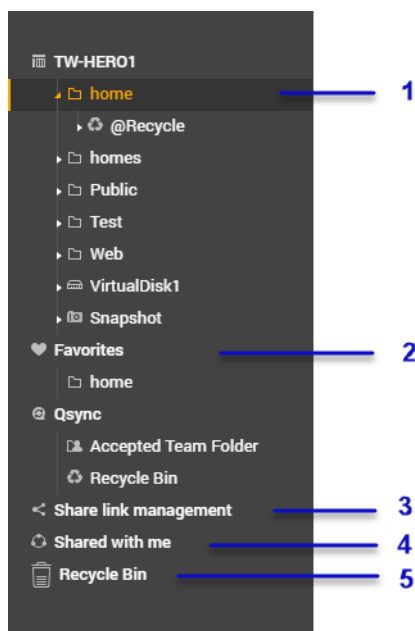 TW-HERO1
home 1
@Recycle
homes
Public
Test
Web
VirtualDisk1
Snapshot
Favorites 2
home
Qsync
Accepted Team Folder
Recycle Bin
Share link management 3
Shared with me 4
Recycle Bin 5